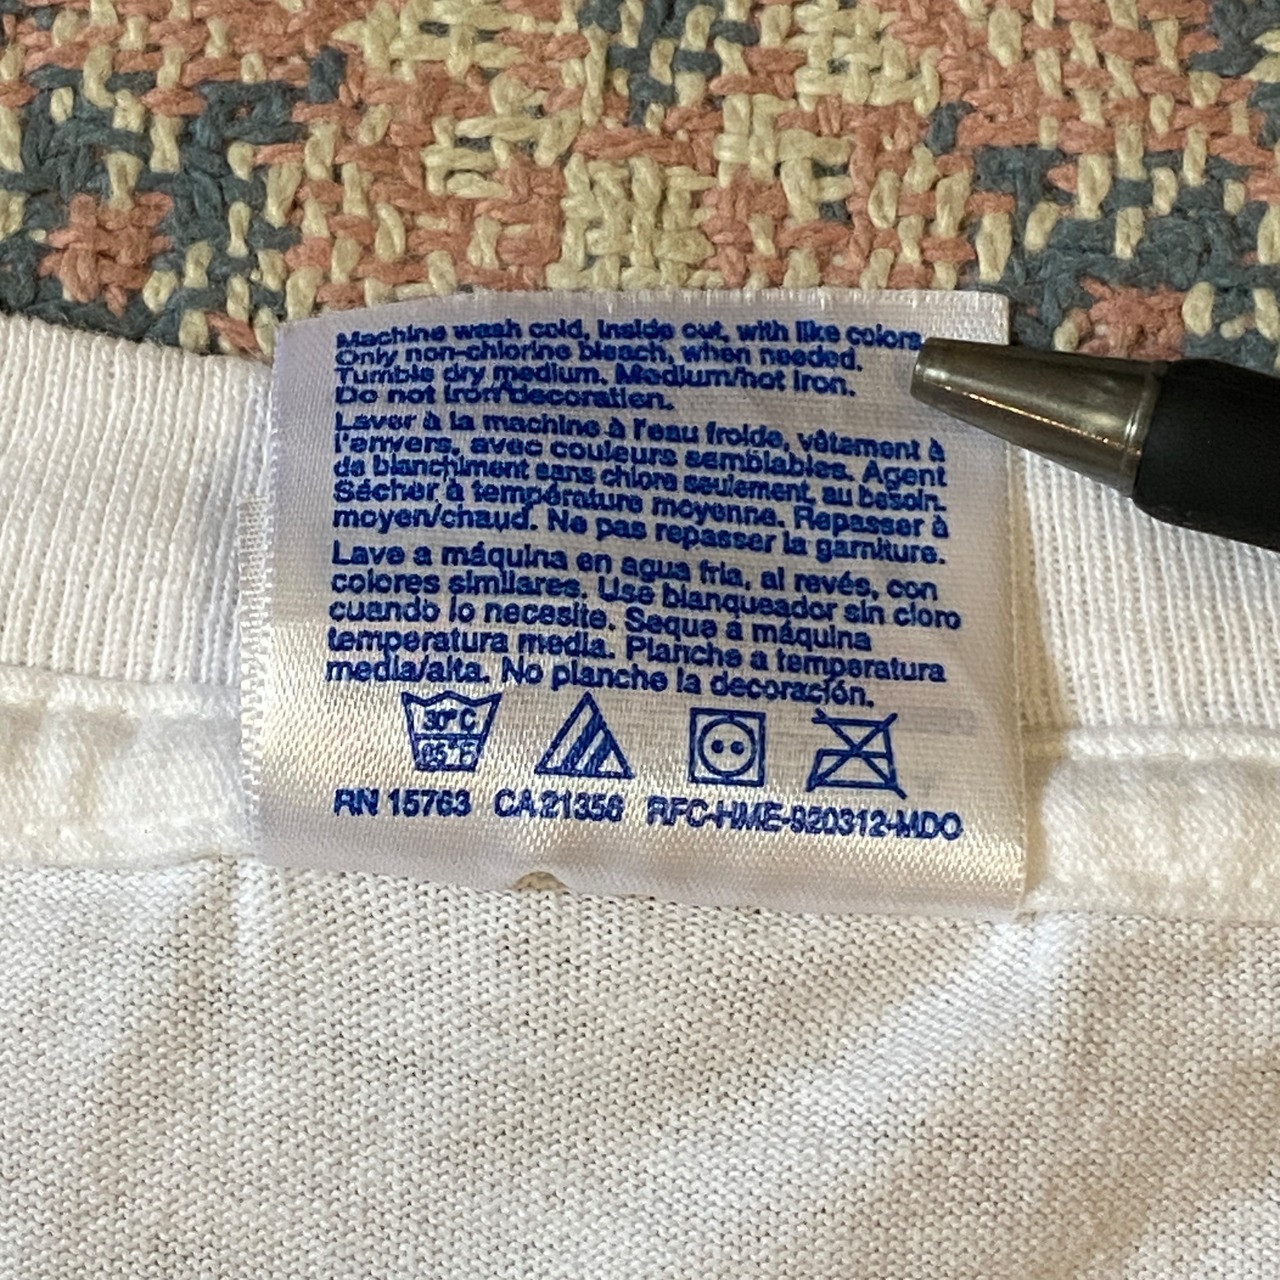 Machine wash cold, inside out, with like colors.
Only non-chlorine bleach, when needed.
Tumble dry medium. Medium/hot iron.
Do not iron decoration.
Laver à la machine à l'eau froide, vêtement à
l'envers, avec couleurs semblables. Agent
de blanchiment sans chlore seulement, au besoin.
Sécher à température moyenne. Repasser à
moyen/chaud. Ne pas repasser la garniture.
Lave a máquina en agua fria, al revés, con
colores similares. Use blanqueador sin cloro
cuando lo necesite. Seque a máquina
temperatura media. Planche a temperatura
media/alta. No planche la decoración.
30°C
85°F
RN 15763 CA 21356 RFC-HME-920312-MDO